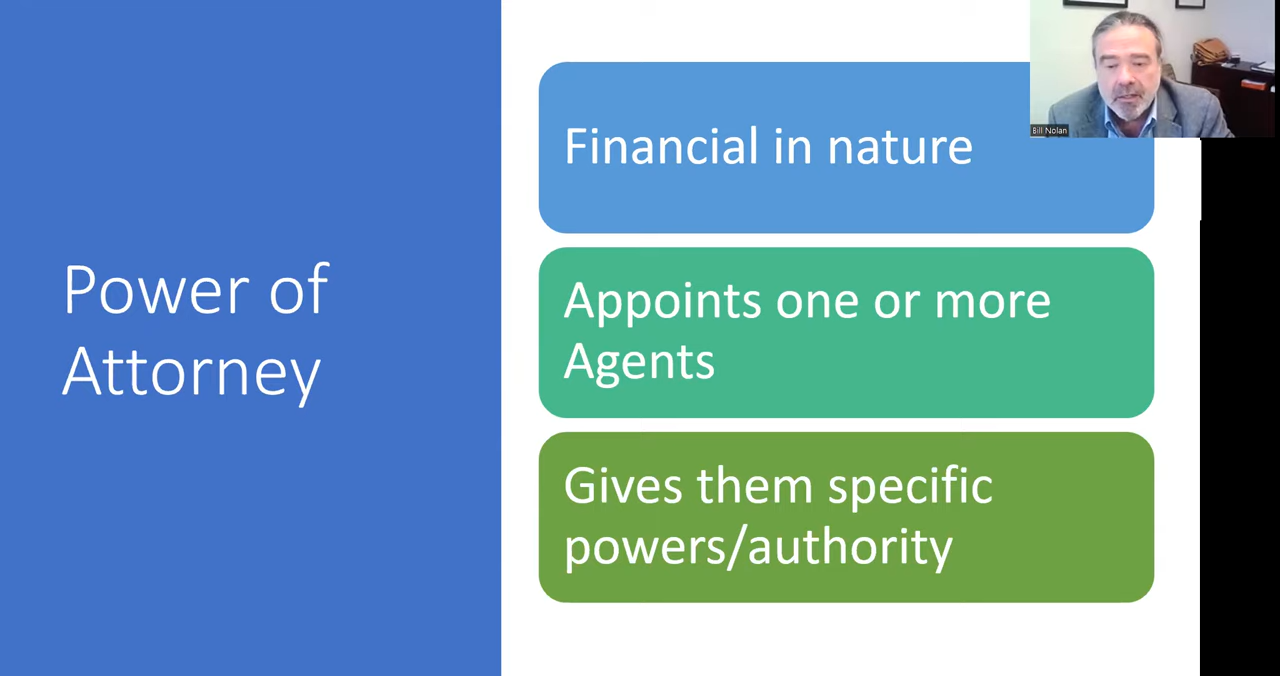 Power of
Attorney
Financial in nature
Appoints one or more
Agents
Gives them specific
powers/authority
Bill Nolan